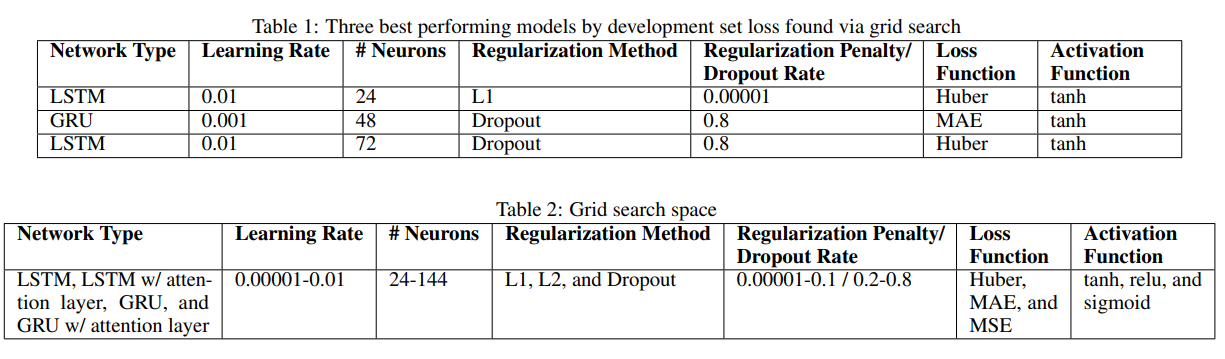 Table 1: Three best performing models by development set loss found via grid search
Network Type Learning Rate # Neurons Regularization Method Regularization Penalty/ Dropout Rate Loss Function Activation Function
LSTM 0.01 24 L1 0.00001 Huber tanh
GRU 0.001 48 Dropout 0.8 MAE tanh
LSTM 0.01 72 Dropout 0.8 Huber tanh
Table 2: Grid search space
Network Type Learning Rate # Neurons Regularization Method Regularization Penalty/ Dropout Rate Loss Function Activation Function
LSTM, LSTM w/ atten- 0.00001-0.01 24-144 L1, L2, and Dropout 0.00001-0.1 / 0.2-0.8 Huber, tanh, relu, and
tion layer, GRU, and MAE, and sigmoid
GRU w/ attention layer MSE